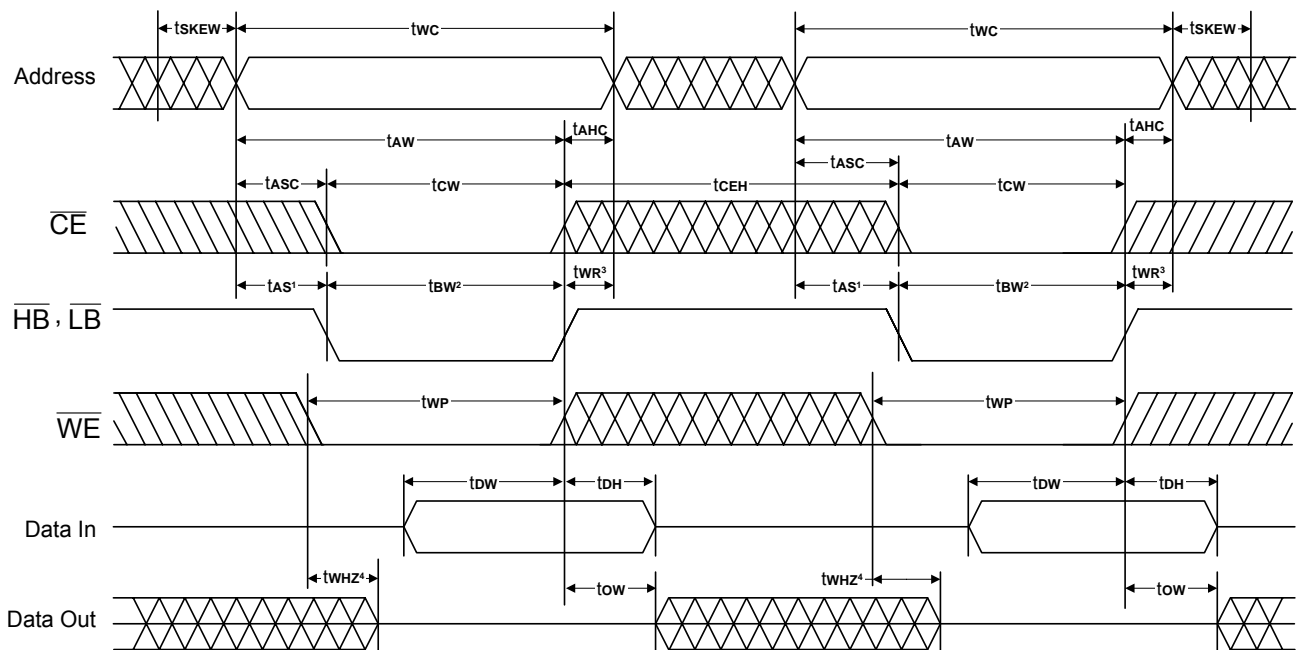 tSKEW tWC tWC tSKEW
Address
tAW tAHC tAW tAHC
tASC tCW tCEH tASC tCW
CE
tAS¹ tBW² tWR³ tAS¹ tBW² tWR³
HB , LB
tWP tWP
WE
tDW tDH tDW tDH
Data In
tWHZ⁴ tOW tWHZ⁴ tOW
Data Out